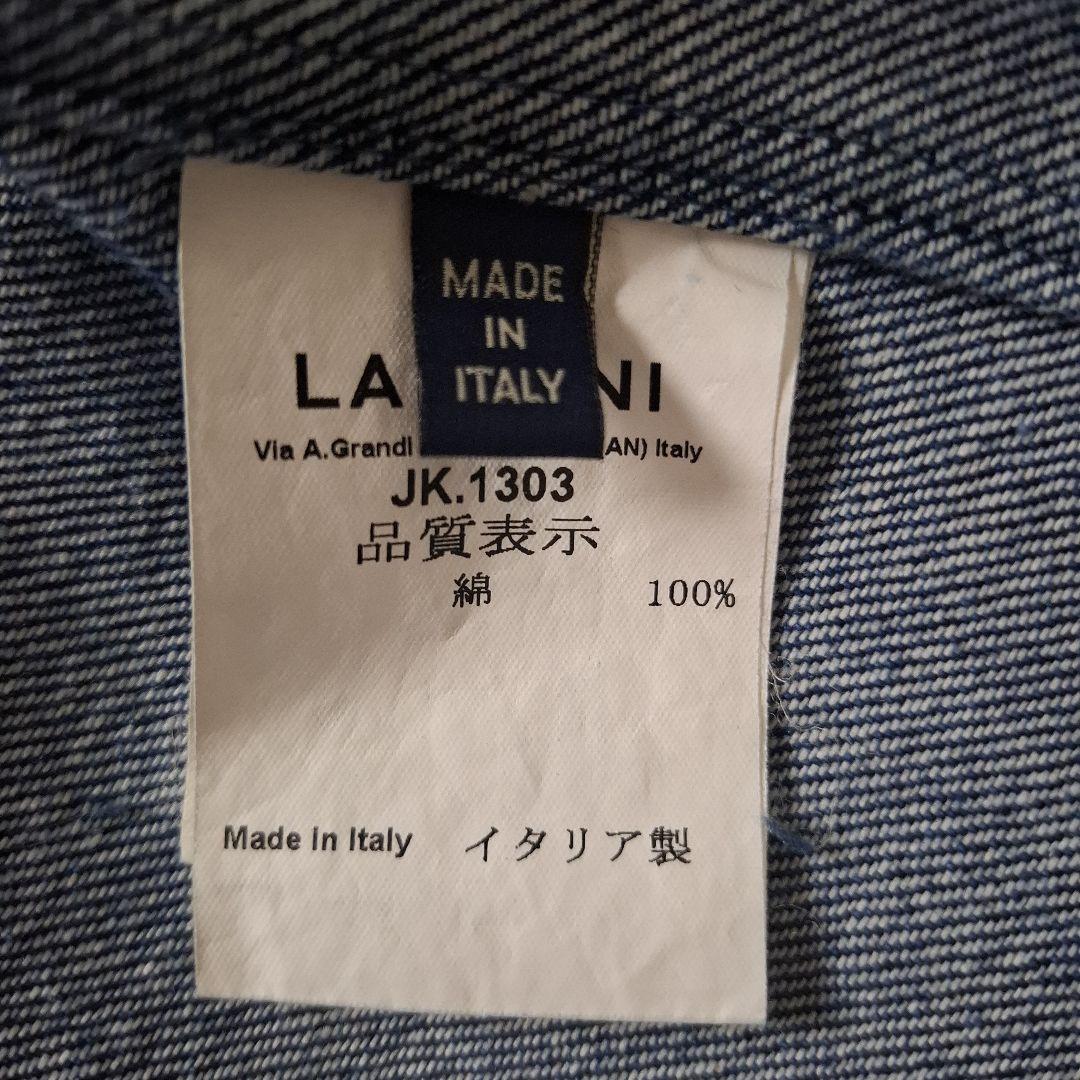 MADE
IN
ITALY
LA NI
Via A.Grandi AN) Italy
JK.1303
品質表示
綿 100%
Made in Italy イタリア製